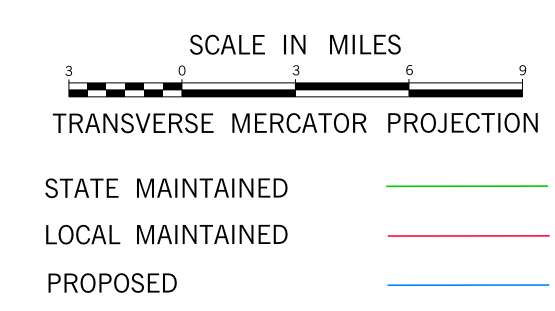 SCALE IN MILES
3 0 3 6 9
TRANSVERSE MERCATOR PROJECTION
STATE MAINTAINED
LOCAL MAINTAINED
PROPOSED